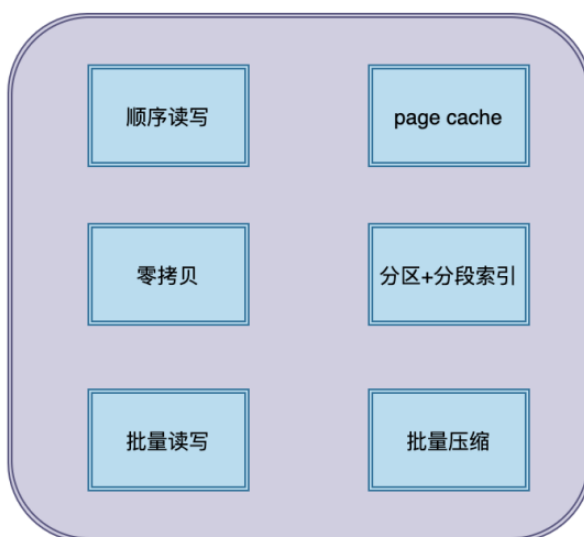 顺序读写
page cache
零拷贝
分区+分段索引
批量读写
批量压缩